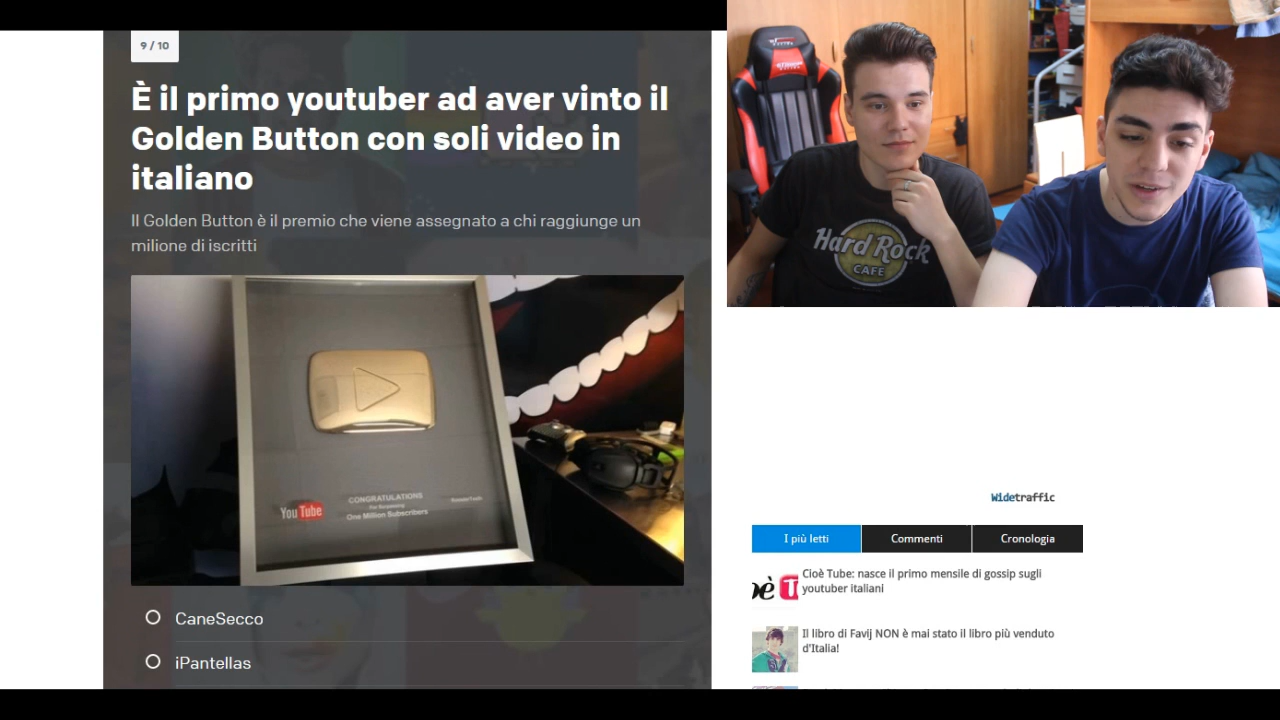 9 / 10
È il primo youtuber ad aver vinto il
Golden Button con soli video in
italiano
Il Golden Button è il premio che viene assegnato a chi raggiunge un
milione di iscritti
YouTube
CONGRATULATIONS
For Surpassing
One Million Subscribers
CaneSecco
iPantellas
Hard Rock
CAFE
Widetraffic
I più letti
Commenti
Cronologia
Cioè Tube: nasce il primo mensile di gossip sugli
youtuber italiani
Il libro di Favij NON è mai stato il libro più venduto
d'Italia!